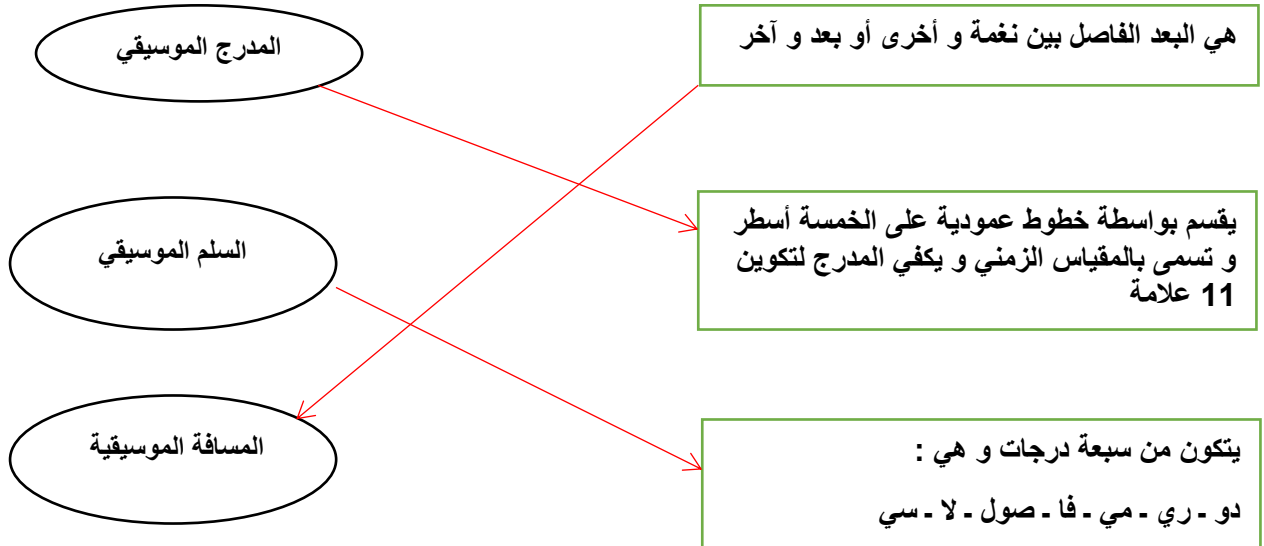 هي البعد الفاصل بين نغمة و أخرى أو بعد و آخر
المدرج الموسيقي
يقسم بواسطة خطوط عمودية على الخمسة أسطر
و تسمى بالمقياس الزمني و يكفي المدرج لتكوين
11 علامة
السلم الموسيقي
يتكون من سبعة درجات و هي :
دو ـ ري ـ مي ـ فا ـ صول ـ لا ـ سي
المسافة الموسيقية